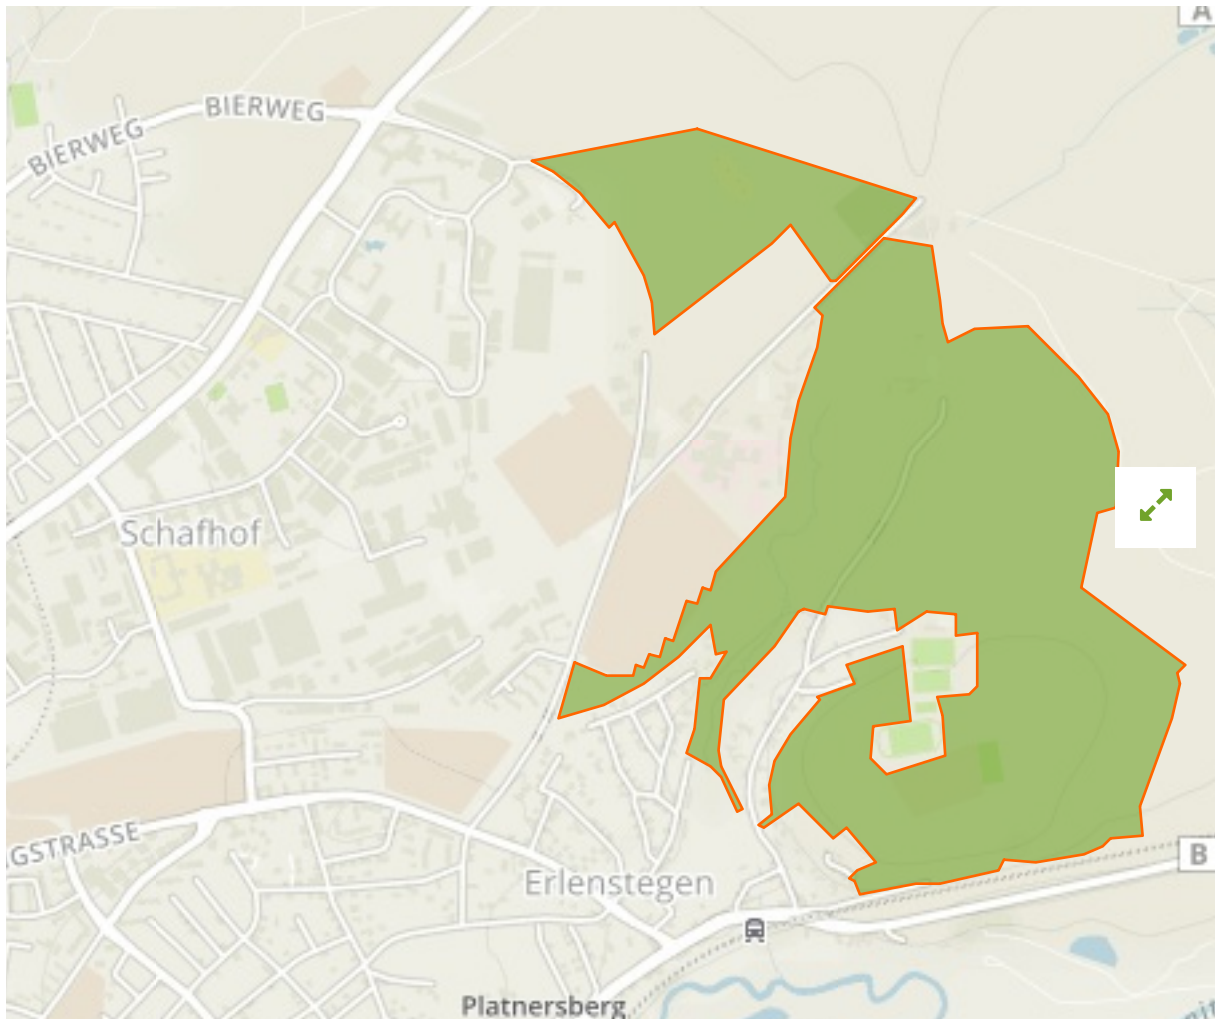 A
BIERWEG
BIERWEG
Schafhof
GSTRASSE
B
Erlenstegen
Platnersberg